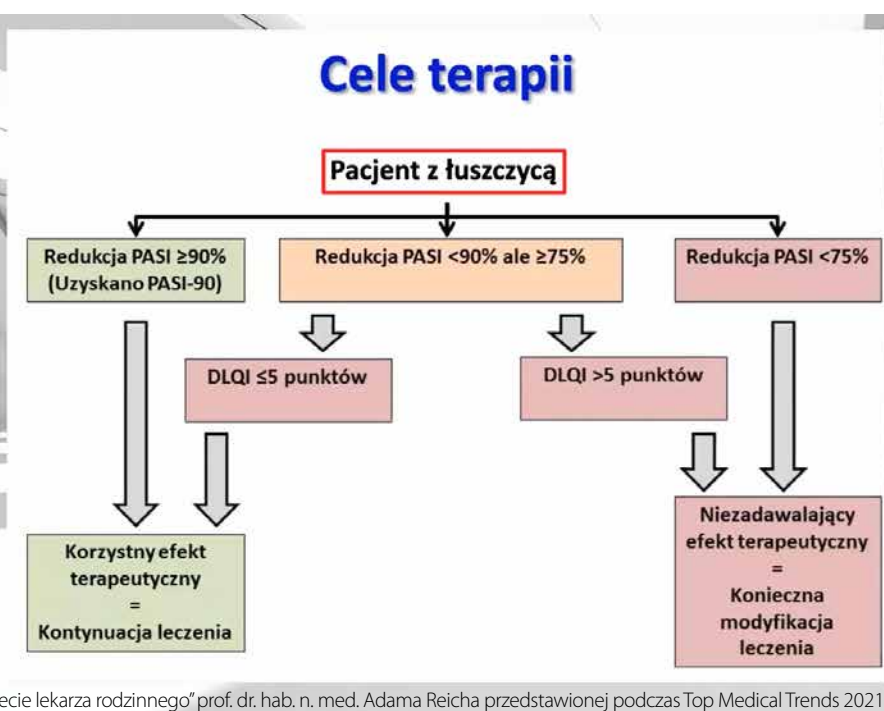 Cele terapii
Pacjent z łuszczycą
Redukcja PASI ≥90%
(Uzyskano PASI-90)
Redukcja PASI <90% ale ≥75%
Redukcja PASI <75%
DLQI ≤5 punktów
DLQI >5 punktów
Korzystny efekt
terapeutyczny
=
Kontynuacja leczenia
Niezadawalający
efekt terapeutyczny
=
Konieczna
modyfikacja
leczenia
ecie lekarza rodzinnego” prof. dr. hab. n. med. Adama Reicha przedstawionej podczas Top Medical Trends 2021